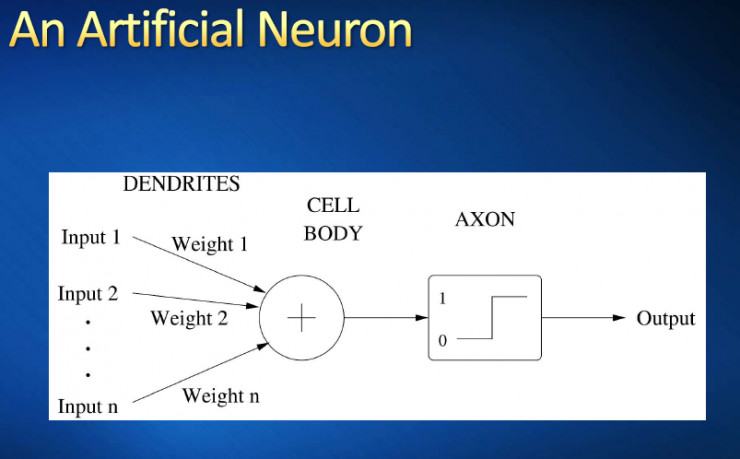 An Artificial Neuron
DENDRITES
CELL
BODY
AXON
Input 1
Weight 1
Input 2
Weight 2
+
1
0
Output
Input n
Weight n